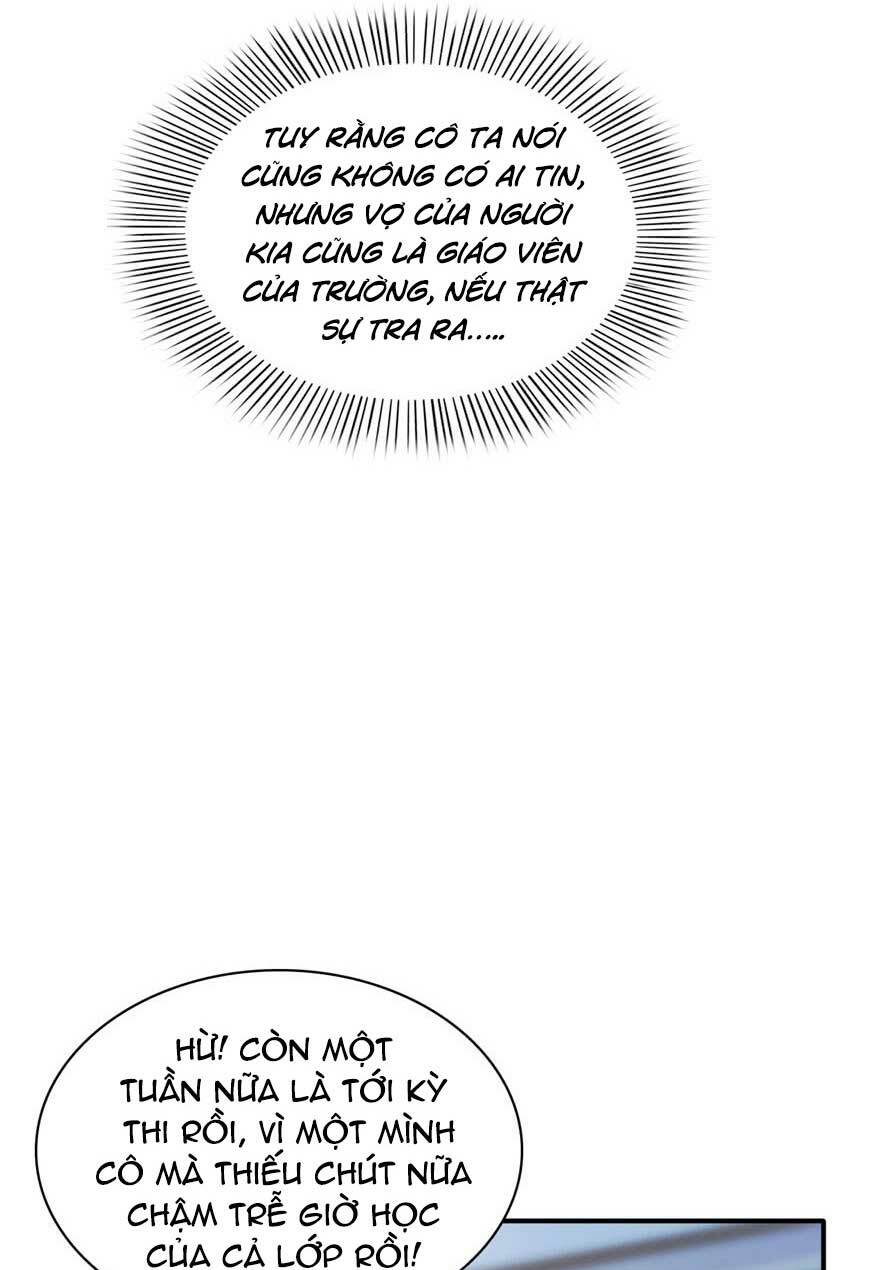 TUY RẰNG CÔ TA NÓI
CŨNG KHÔNG CÓ AI TIN,
NHƯNG VỢ CỦA NGƯỜI
KIA CŨNG LÀ GIÁO VIÊN
CỦA TRƯỜNG, NẾU THẬT
SỰ TRA RA.....
HỪ! CÒN MỘT
TUẦN NỮA LÀ TỚI KỲ
THI RỒI, VÌ MỘT MÌNH
CÔ MÀ THIẾU CHÚT NỮA
CHẬM TRỄ GIỜ HỌC
CỦA CẢ LỚP RỒI!